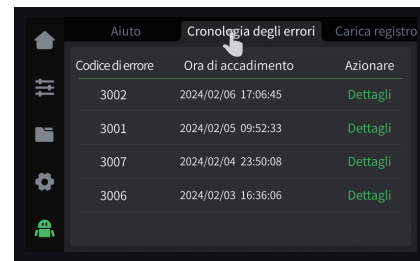 Aiuto Cronologia degli errori Carica registro
Codice di errore Ora di accadimento Azionare
3002 2024/02/06 17:06:45 Dettagli
3001 2024/02/05 09:52:33 Dettagli
3007 2024/02/04 23:50:08 Dettagli
3006 2024/02/03 16:36:06 Dettagli